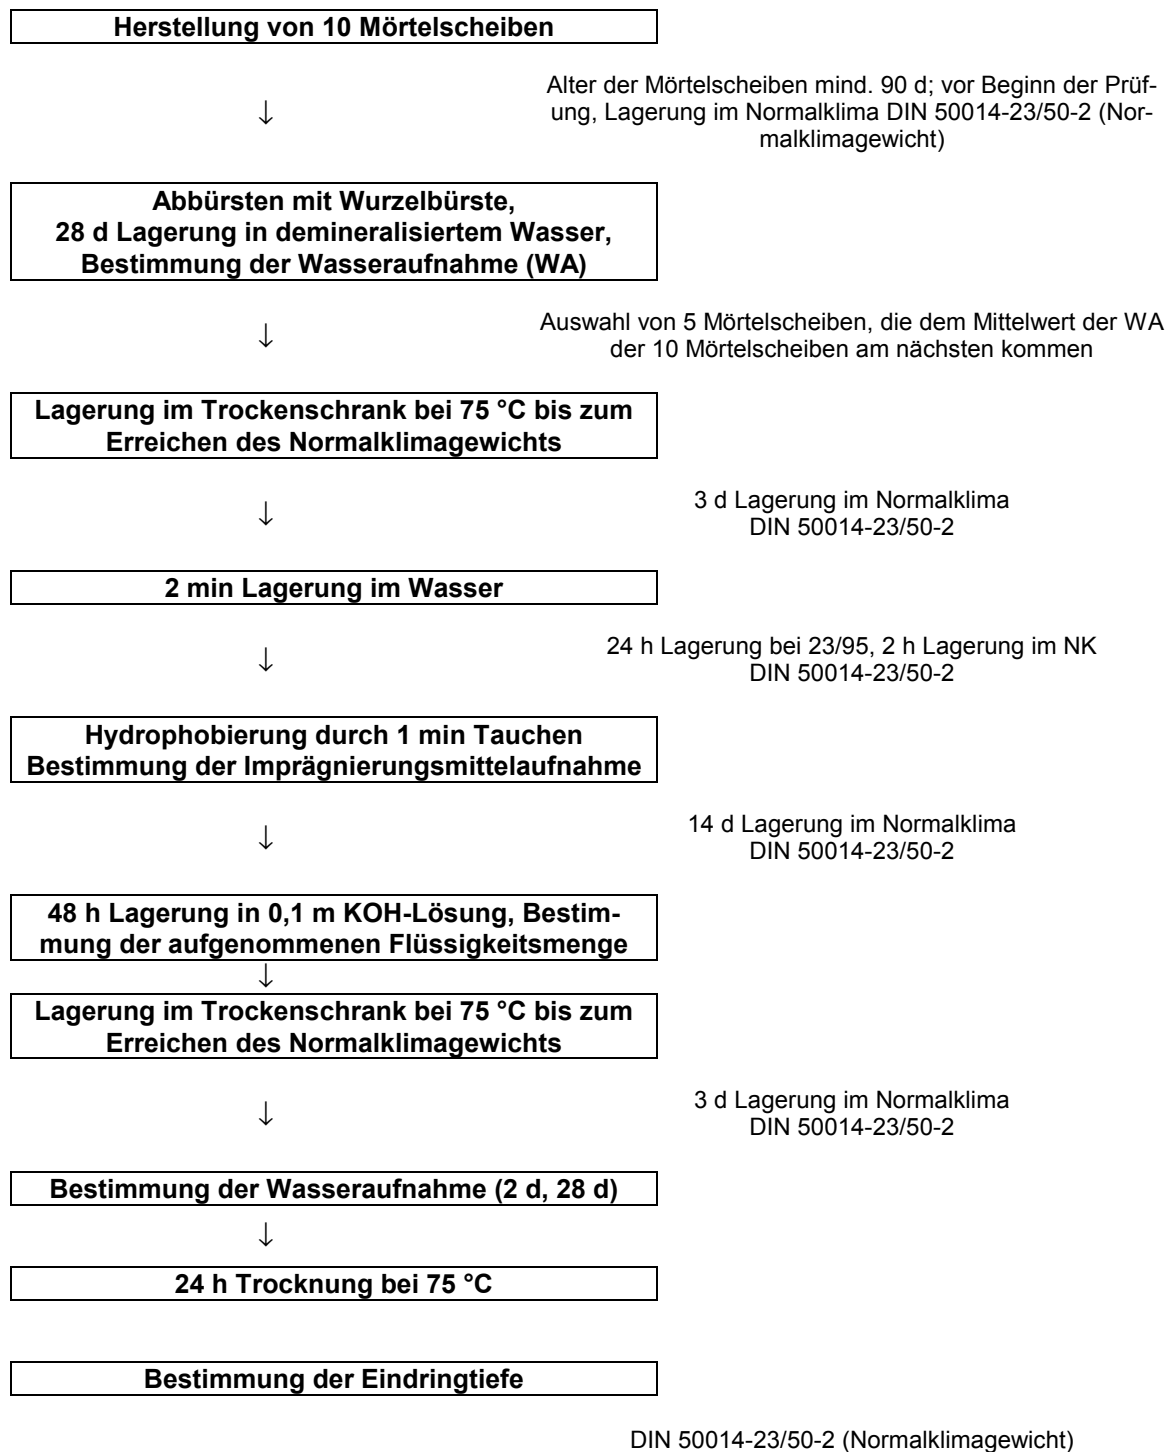 Herstellung von 10 Mörtelscheiben
Alter der Mörtelscheiben mind. 90 d; vor Beginn der Prüf-
↓
ung, Lagerung im Normalklima DIN 50014-23/50-2 (Nor-
malklimagewicht)
Abbürsten mit Wurzelbürste,
28 d Lagerung in demineralisiertem Wasser,
Bestimmung der Wasseraufnahme (WA)
↓
Auswahl von 5 Mörtelscheiben, die dem Mittelwert der WA
der 10 Mörtelscheiben am nächsten kommen
Lagerung im Trockenschrank bei 75 °C bis zum
Erreichen des Normalklimagewichts
↓
3 d Lagerung im Normalklima
DIN 50014-23/50-2
2 min Lagerung im Wasser
↓
24 h Lagerung bei 23/95, 2 h Lagerung im NK
DIN 50014-23/50-2
Hydrophobierung durch 1 min Tauchen
Bestimmung der Imprägnierungsmittelaufnahme
↓
14 d Lagerung im Normalklima
DIN 50014-23/50-2
48 h Lagerung in 0,1 m KOH-Lösung, Bestim-
mung der aufgenommenen Flüssigkeitsmenge
↓
Lagerung im Trockenschrank bei 75 °C bis zum
Erreichen des Normalklimagewichts
↓
3 d Lagerung im Normalklima
DIN 50014-23/50-2
Bestimmung der Wasseraufnahme (2 d, 28 d)
↓
24 h Trocknung bei 75 °C
Bestimmung der Eindringtiefe
DIN 50014-23/50-2 (Normalklimagewicht)